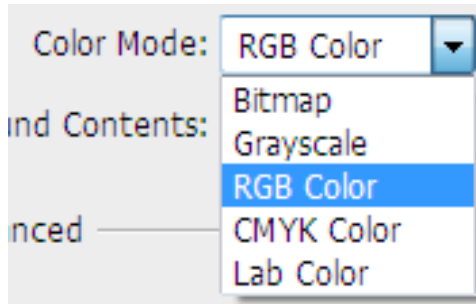 Color Mode: RGB Color
Bitmap
und Contents:
Grayscale
RGB Color
nced
CMYK Color
Lab Color